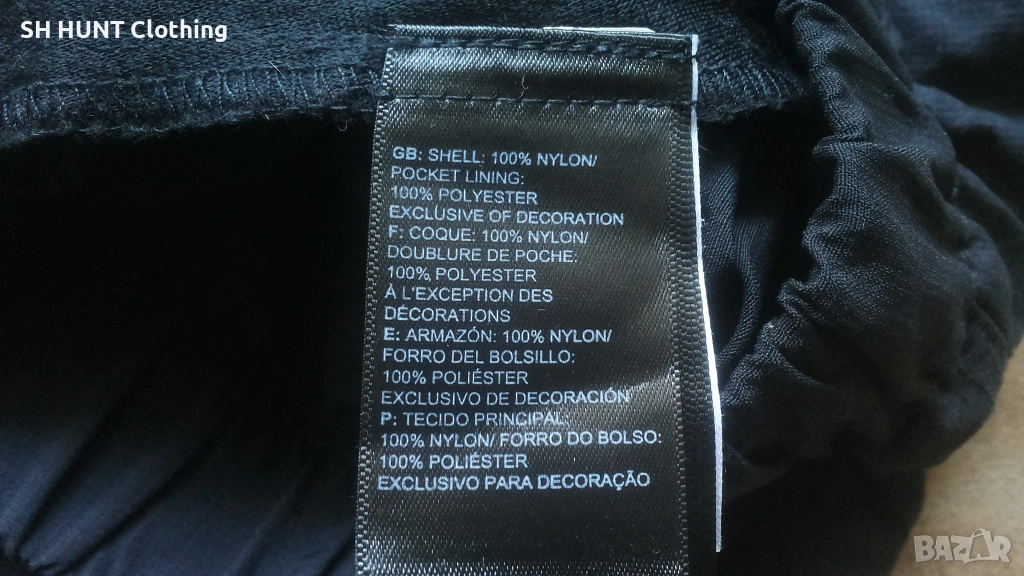 SH HUNT Clothing
GB: SHELL: 100% NYLON/
POCKET LINING:
100% POLYESTER
EXCLUSIVE OF DECORATION
F: COQUE: 100% NYLON/
DOUBLURE DE POCHE:
100% POLYESTER
À L'EXCEPTION DES
DÉCORATIONS
E: ARMAZÓN: 100% NYLON/
FORRO DEL BOLSILLO:
100% POLIÉSTER
EXCLUSIVO DE DECORACIÓN
P: TECIDO PRINCIPAL:
100% NYLON/ FORRO DO BOLSO:
100% POLIÉSTER
EXCLUSIVO PARA DECORAÇÃO
BAZAR